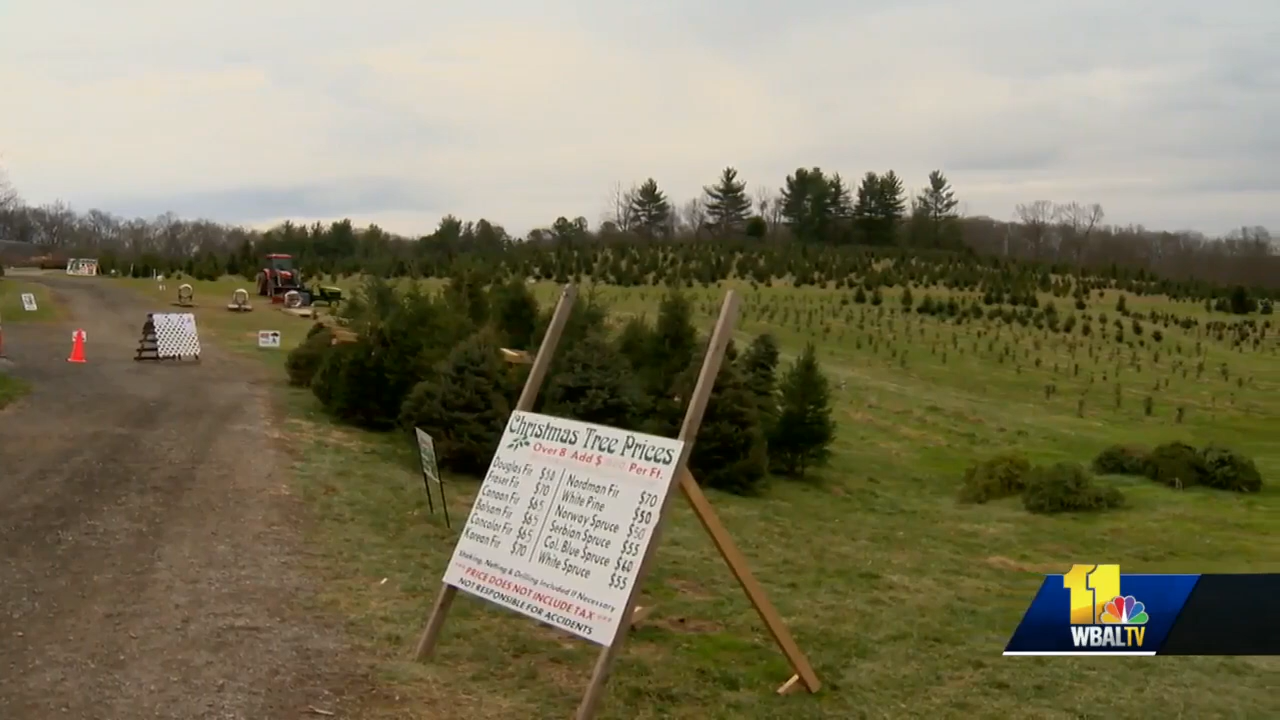 Christmas Tree Prices
Over 8 Add $ Per Ft.
Douglas Fir $50
Fraser Fir $70
Canaan Fir $65
Balsam Fir $65
Concolor Fir $65
Korean Fir $70
Nordman Fir $70
White Pine $50
Norway Spruce $50
Serbian Spruce $55
Col. Blue Spruce $60
White Spruce $55
Shaking, Netting & Drilling Included If Necessary
PRICE DOES NOT INCLUDE TAX
NOT RESPONSIBLE FOR ACCIDENTS
11
WBALTV